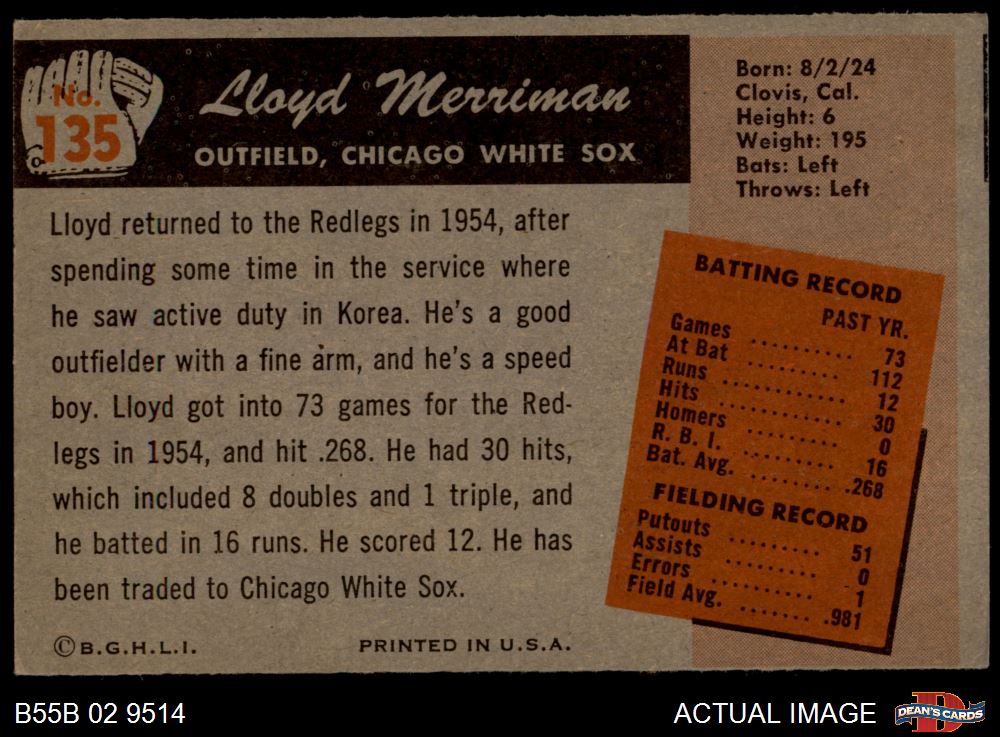 No.
135
Lloyd Merriman
OUTFIELD, CHICAGO WHITE SOX
Born: 8/2/24
Clovis, Cal.
Height: 6
Weight: 195
Bats: Left
Throws: Left
Lloyd returned to the Redlegs in 1954, after
spending some time in the service where
he saw active duty in Korea. He's a good
outfielder with a fine arm, and he's a speed
boy. Lloyd got into 73 games for the Red-
legs in 1954, and hit .268. He had 30 hits,
which included 8 doubles and 1 triple, and
he batted in 16 runs. He scored 12. He has
been traded to Chicago White Sox.
BATTING RECORD
PAST YR.
Games .......... 73
At Bat .......... 112
Runs .......... 12
Hits .......... 30
Homers .......... 0
R. B. I. .......... 16
Bat. Avg. .......... .268
FIELDING RECORD
Putouts .......... 51
Assists .......... 0
Errors .......... 1
Field Avg. ....... .981
©B.G.H.L.I.
PRINTED IN U.S.A.
B55B 02 9514
ACTUAL IMAGE
DEAN'S CARDS